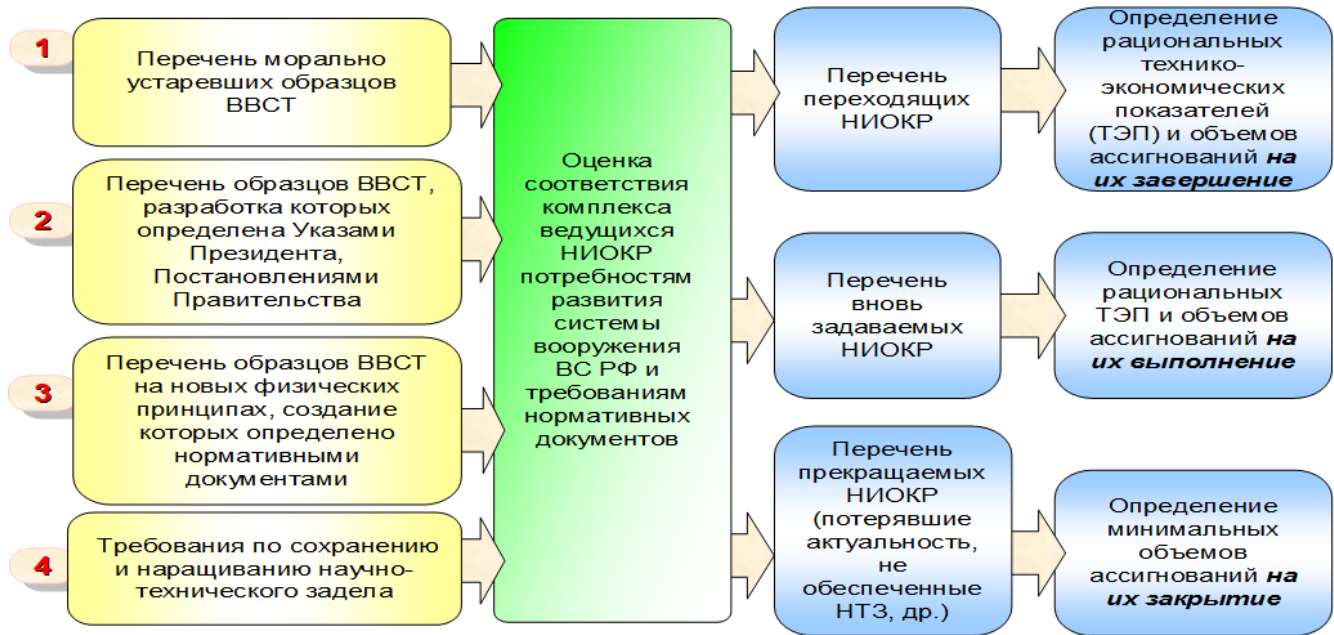 1
Перечень морально
устаревших образцов
ВВСТ
2
Перечень образцов ВВСТ,
разработка которых
определена Указами
Президента,
Постановлениями
Правительства
3
Перечень образцов ВВСТ
на новых физических
принципах, создание
которых определено
нормативными
документами
4
Требования по сохранению
и наращиванию научно-
технического задела
Оценка
соответствия
комплекса
ведущихся
НИОКР
потребностям
развития
системы
вооружения
ВС РФ и
требованиям
нормативных
документов
Перечень
переходящих
НИОКР
Определение
рациональных
технико-
экономических
показателей
(ТЭП) и объемов
ассигнований на
их завершение
Перечень
вновь
задаваемых
НИОКР
Определение
рациональных
ТЭП и объемов
ассигнований на
их выполнение
Перечень
прекращаемых
НИОКР
(потерявшие
актуальность,
не
обеспеченные
НТЗ, др.)
Определение
минимальных
объемов
ассигнований на
их закрытие